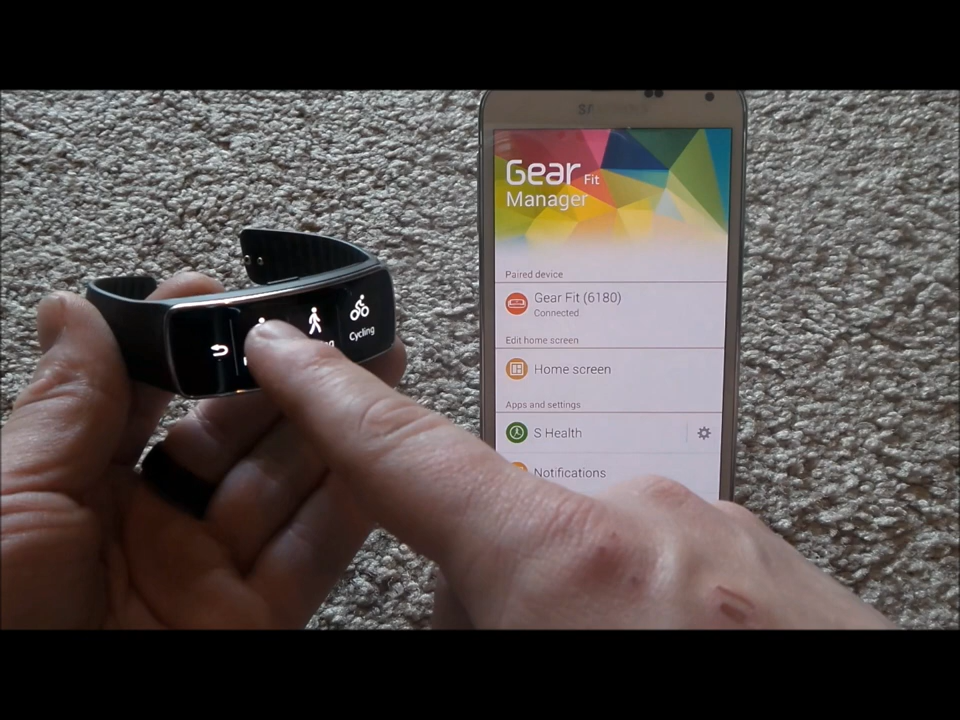 SAMSUNG
Gear Fit
Manager
Paired device
Gear Fit (6180)
Connected
Edit home screen
Home screen
Apps and settings
S Health
Notifications
Cycling